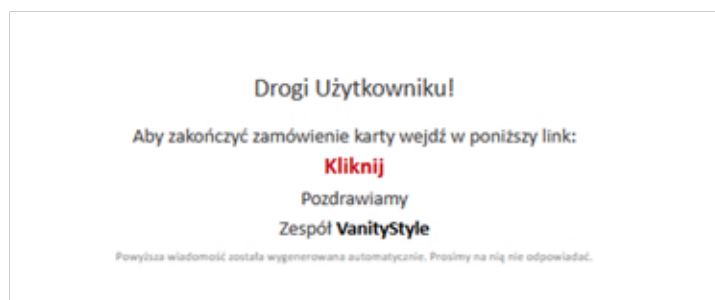 Drogi Użytkowniku!
Aby zakończyć zamówienie karty wejdź w poniższy link:
Kliknij
Pozdrawiamy
Zespół VanityStyle
Powyższa wiadomość została wygenerowana automatycznie. Prosimy na nią nie odpowiadać.